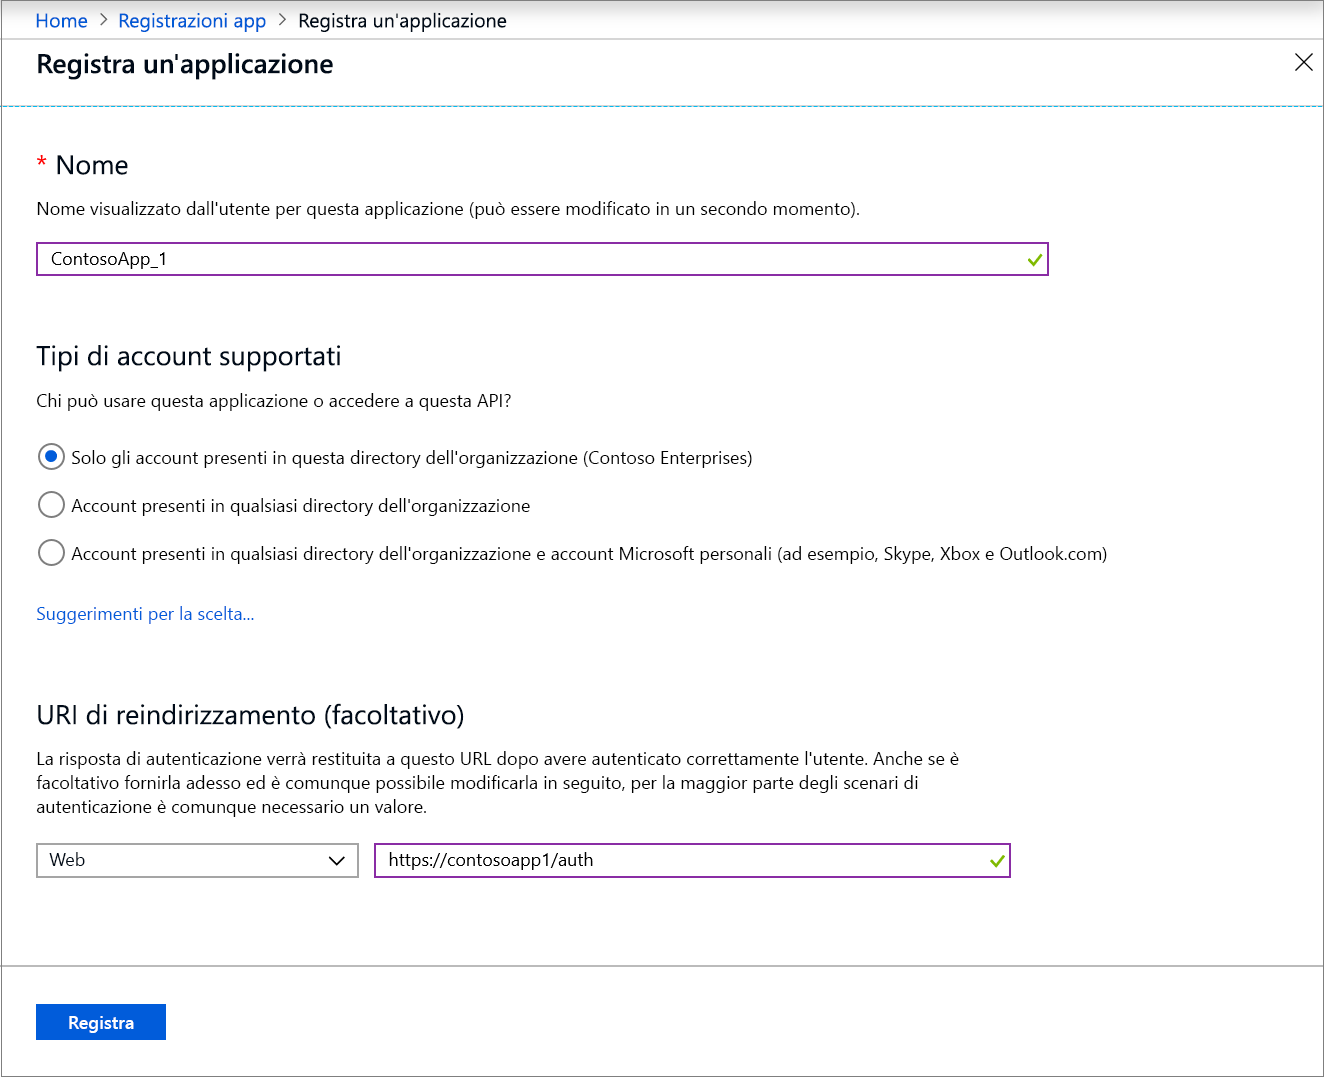 Home > Registrazioni app > Registra un'applicazione
Registra un'applicazione
* Nome
Nome visualizzato dall'utente per questa applicazione (può essere modificato in un secondo momento).
ContosoApp_1
Tipi di account supportati
Chi può usare questa applicazione o accedere a questa API?
Solo gli account presenti in questa directory dell'organizzazione (Contoso Enterprises)
Account presenti in qualsiasi directory dell'organizzazione
Account presenti in qualsiasi directory dell'organizzazione e account Microsoft personali (ad esempio, Skype, Xbox e Outlook.com)
Suggerimenti per la scelta...
URI di reindirizzamento (facoltativo)
La risposta di autenticazione verrà restituita a questo URL dopo avere autenticato correttamente l'utente. Anche se è
facoltativo fornirla adesso ed è comunque possibile modificarla in seguito, per la maggior parte degli scenari di
autenticazione è comunque necessario un valore.
Web
https://contosoapp1/auth
Registra